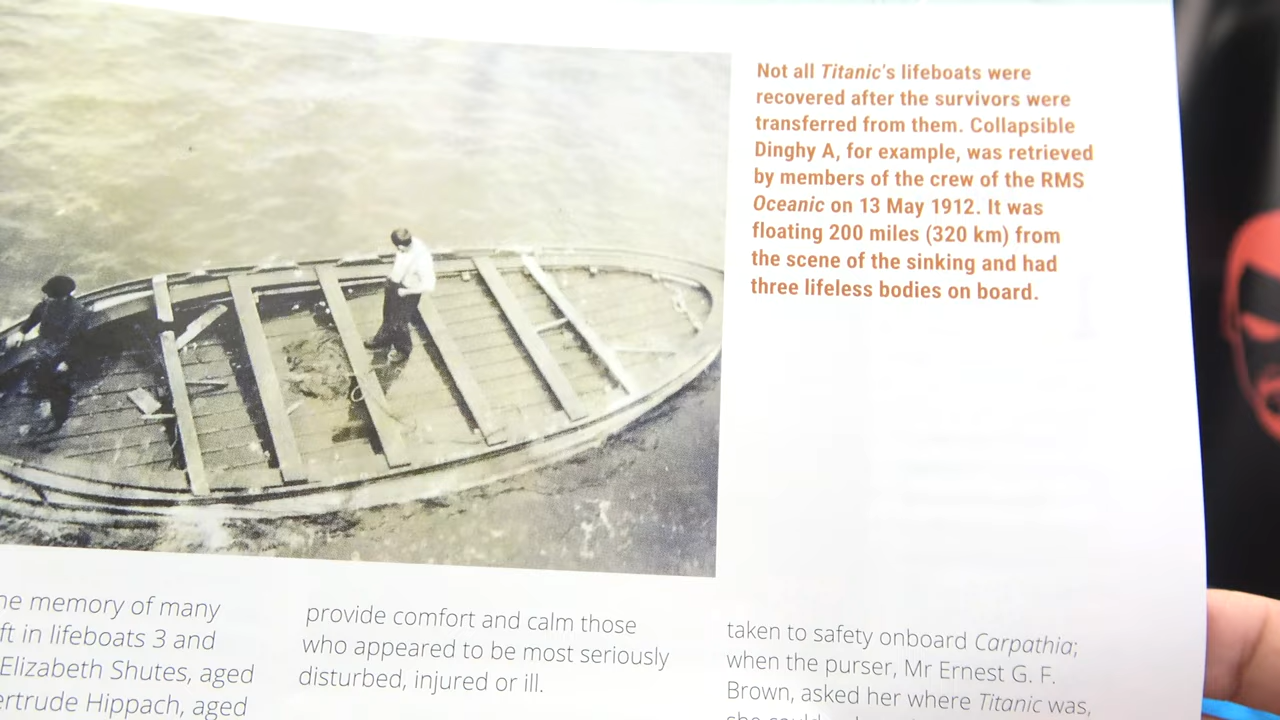 Not all Titanic's lifeboats were
recovered after the survivors were
transferred from them. Collapsible
Dinghy A, for example, was retrieved
by members of the crew of the RMS
Oceanic on 13 May 1912. It was
floating 200 miles (320 km) from
the scene of the sinking and had
three lifeless bodies on board.
memory of many
in lifeboats 3 and
Elizabeth Shutes, aged
Hippach, aged
provide comfort and calm those
who appeared to be most seriously
disturbed, injured or ill.
taken to safety onboard Carpathia;
when the purser, Mr Ernest G. F.
Brown, asked her where Titanic was,